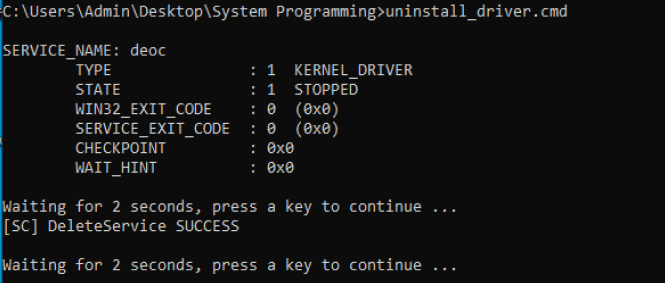 C:\Users\Admin\Desktop\System Programming>uninstall_driver.cmd
SERVICE_NAME: deoc
TYPE : 1 KERNEL_DRIVER
STATE : 1 STOPPED
WIN32_EXIT_CODE : 0 (0x0)
SERVICE_EXIT_CODE : 0 (0x0)
CHECKPOINT : 0x0
WAIT_HINT : 0x0
Waiting for 2 seconds, press a key to continue ...
[SC] DeleteService SUCCESS
Waiting for 2 seconds, press a key to continue ...